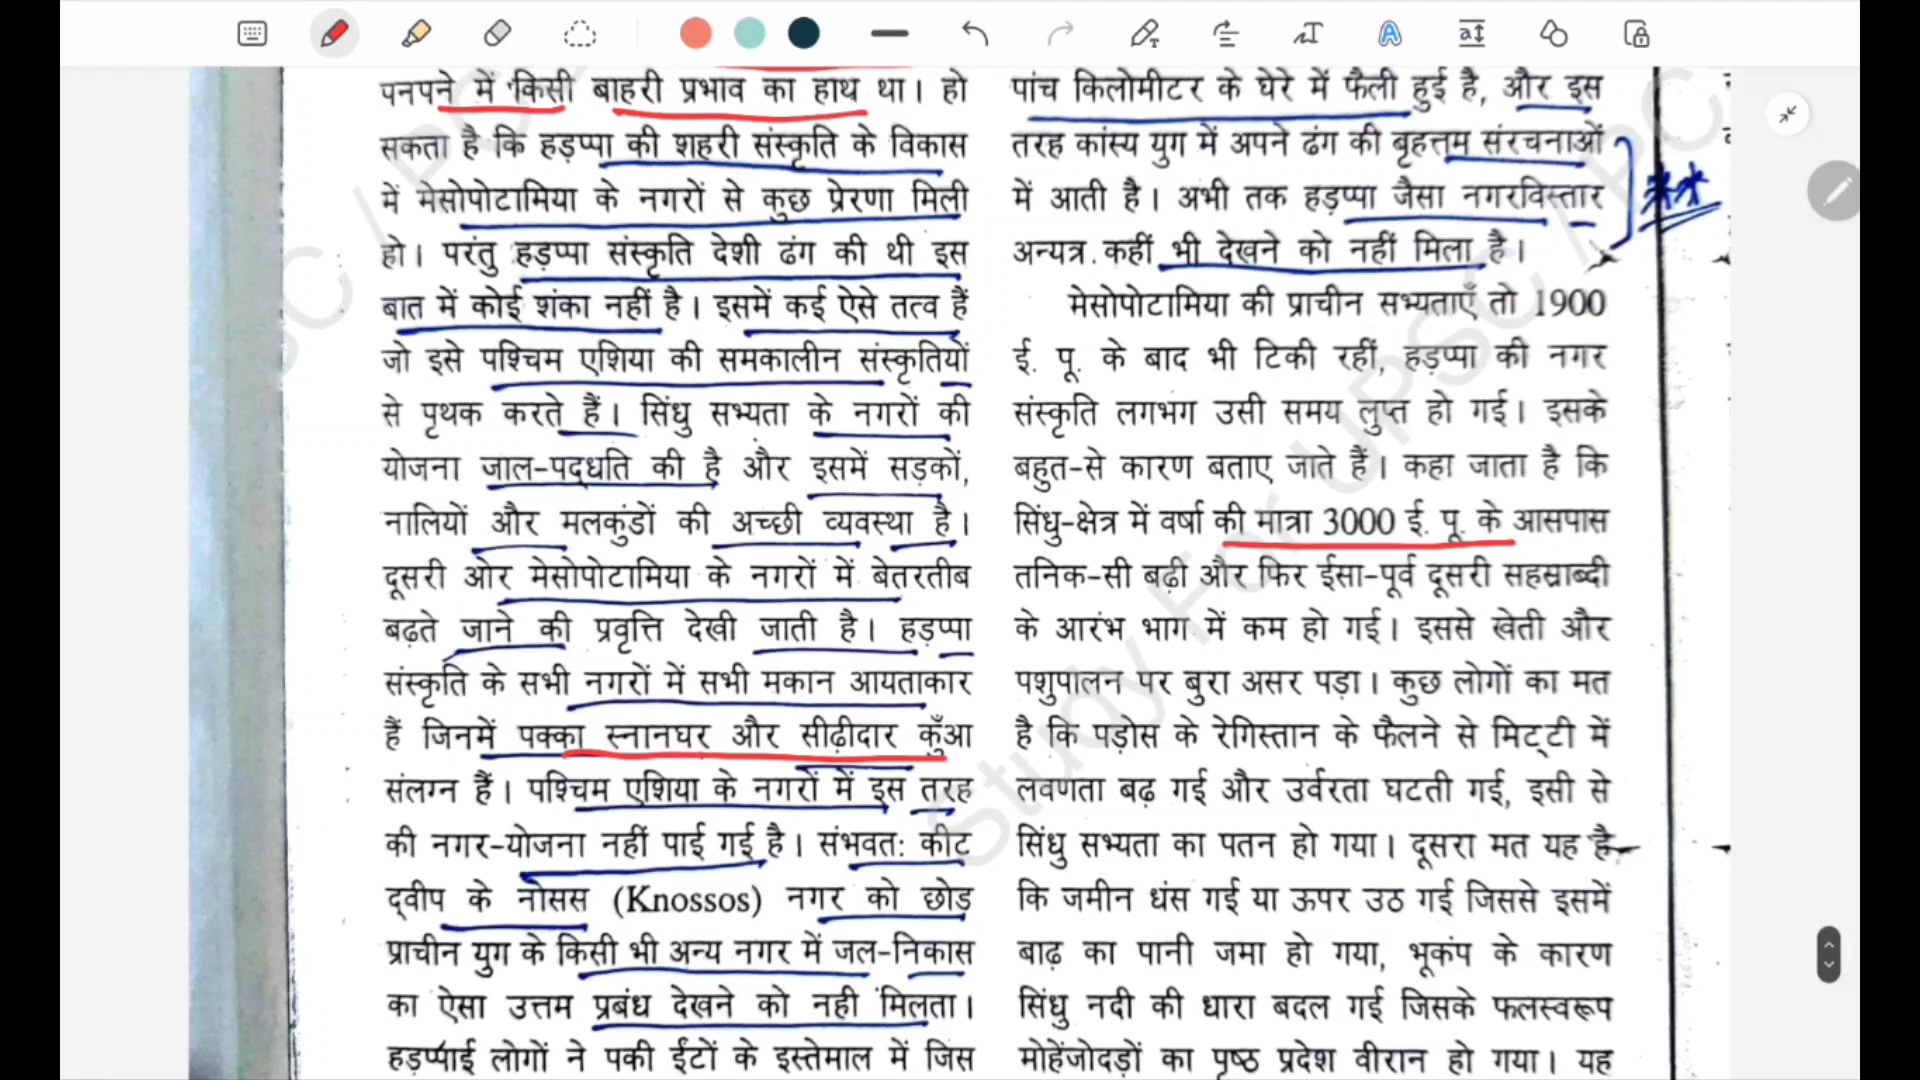 पनपने में किसी बाहरी प्रभाव का हाथ था। हो
सकता है कि हड़प्पा की शहरी संस्कृति के विकास
में मेसोपोटामिया के नगरों से कुछ प्रेरणा मिली
हो। परंतु हड़प्पा संस्कृति देशी ढंग की थी इस
बात में कोई शंका नहीं है। इसमें कई ऐसे तत्व हैं
जो इसे पश्चिम एशिया की समकालीन संस्कृतियों
से पृथक करते हैं। सिंधु सभ्यता के नगरों की
योजना जाल-पद्धति की है और इसमें सड़कों,
नालियों और मलकुंडों की अच्छी व्यवस्था है।
दूसरी ओर मेसोपोटामिया के नगरों में बेतरतीब
बढ़ते जाने की प्रवृत्ति देखी जाती है। हड़प्पा
संस्कृति के सभी नगरों में सभी मकान आयताकार
हैं जिनमें पक्का स्नानघर और सीढ़ीदार कुँआ
संलग्न हैं। पश्चिम एशिया के नगरों में इस तरह
की नगर-योजना नहीं पाई गई है। संभवत: कीट
द्वीप के नोसस (Knossos) नगर को छोड़
प्राचीन युग के किसी भी अन्य नगर में जल-निकास
का ऐसा उत्तम प्रबंध देखने को नही मिलता।
हड़प्पाई लोगों ने पकी ईंटों के इस्तेमाल में जिस
पांच किलोमीटर के घेरे में फैली हुई है, और इस
तरह कांस्य युग में अपने ढंग की बृहत्तम संरचनाओं
में आती है। अभी तक हड़प्पा जैसा नगरविस्तार
अन्यत्र कहीं भी देखने को नहीं मिला है।
मेसोपोटामिया की प्राचीन सभ्यताएँ तो 1900
ई. पू. के बाद भी टिकी रहीं, हड़प्पा की नगर
संस्कृति लगभग उसी समय लुप्त हो गई। इसके
बहुत-से कारण बताए जाते हैं। कहा जाता है कि
सिंधु-क्षेत्र में वर्षा की मात्रा 3000 ई. पू. के आसपास
तनिक-सी बढ़ी और फिर ईसा-पूर्व दूसरी सहस्राब्दी
के आरंभ भाग में कम हो गई। इससे खेती और
पशुपालन पर बुरा असर पड़ा। कुछ लोगों का मत
है कि पड़ोस के रेगिस्तान के फैलने से मिट्टी में
लवणता बढ़ गई और उर्वरता घटती गई, इसी से
सिंधु सभ्यता का पतन हो गया। दूसरा मत यह है
कि जमीन धंस गई या ऊपर उठ गई जिससे इसमें
बाढ़ का पानी जमा हो गया, भूकंप के कारण
सिंधु नदी की धारा बदल गई जिसके फलस्वरूप
मोहेंजोदड़ों का पृष्ठ प्रदेश वीरान हो गया। यह
Study For UPSC / PC